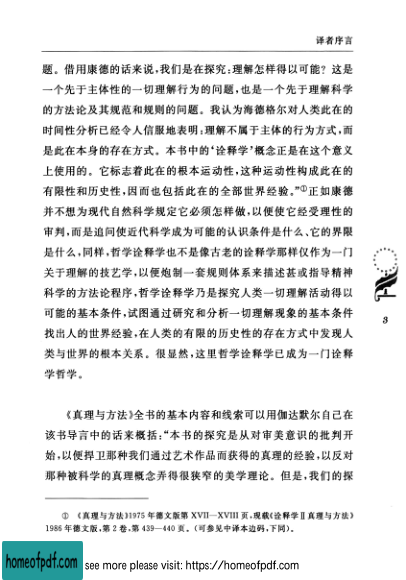 译者序言
题。借用康德的话来说,我们是在探究:理解怎样得以可能?这是
一个先于主体性的一切理解行为的问题,也是一个先于理解科学
的方法论及其规范和规则的问题。我认为海德格尔对人类此在的
时间性分析已经令人信服地表明:理解不属于主体的行为方式,而
是此在本身的存在方式。本书中的‘诠释学’概念正是在这个意义
上使用的。它标志着此在的根本运动性,这种运动性构成此在的
有限性和历史性,因而也包括此在的全部世界经验。”①正如康德
并不想为现代自然科学规定它必须怎样做,以便使它经受理性的
审判,而是追问使近代科学成为可能的认识条件是什么、它的界限
是什么,同样,哲学诠释学也不是像古老的诠释学那样仅作为一门
关于理解的技艺学,以便炮制一套规则体系来描述甚或指导精神
科学的方法论程序,哲学诠释学乃是探究人类一切理解活动得以
可能的基本条件,试图通过研究和分析一切理解现象的基本条件
找出人的世界经验,在人类的有限的历史性的存在方式中发现人
类与世界的根本关系。很显然,这里哲学诠释学已成为一门诠释
学哲学。
3
《真理与方法》全书的基本内容和线索可以用伽达默尔自己在
该书导言中的话来概括:“本书的探究是从对审美意识的批判开
始,以便捍卫那种我们通过艺术作品而获得的真理的经验,以反对
那种被科学的真理概念弄得很狭窄的美学理论。但是,我们的探
① 《真理与方法》1975 年德文版第 XVII—XVIII 页,现载《诠释学 II 真理与方法》
1986 年德文版,第 2 卷,第 439—440 页。(可参见中译本边码,下同)。
homeofpdf.com
see more please visit: https://homeofpdf.com